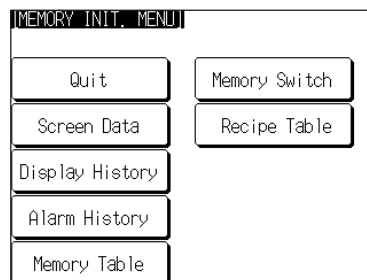 [MEMORY INIT. MENU]
Quit
Memory Switch
Screen Data
Recipe Table
Display History
Alarm History
Memory Table